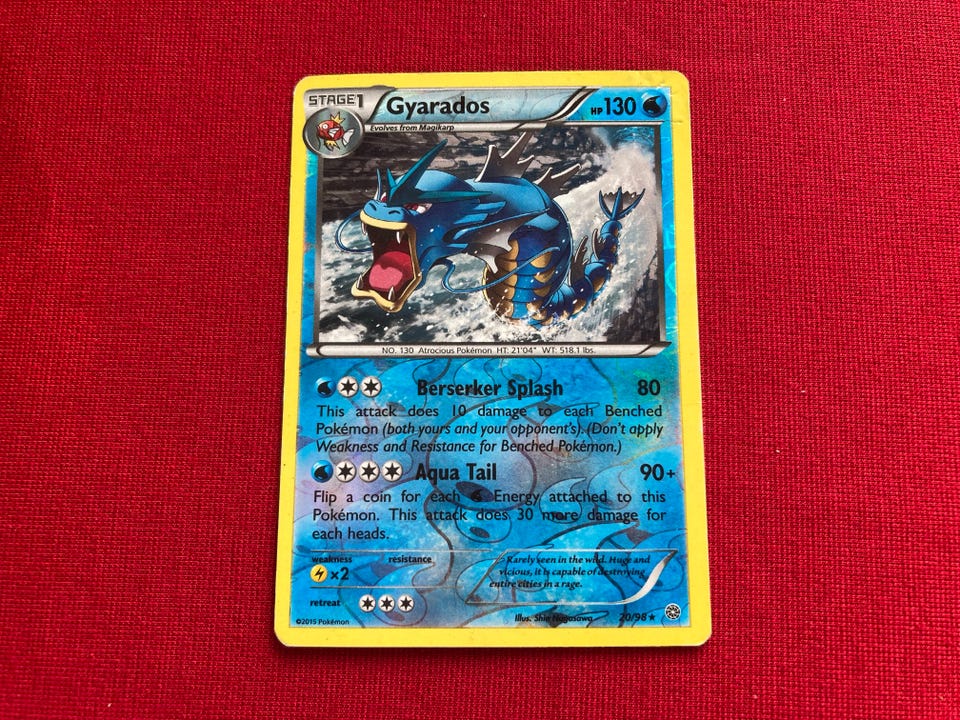 STAGE1 Gyarados HP130
Evolves from Magikarp
NO. 130 Atrocious Pokémon HT: 21'04" WT: 518.1 lbs.
Berserker Splash 80
This attack does 10 damage to each Benched
Pokémon (both yours and your opponent's). (Don't apply
Weakness and Resistance for Benched Pokémon.)
Aqua Tail 90+
Flip a coin for each Energy attached to this
Pokémon. This attack does 30 more damage for
each heads.
weakness resistance
×2
Rarely seen in the wild. Huge and
vicious, it is capable of destroying
entire cities in a rage.
retreat
©2015 Pokémon Illus. Shin Nagasawa 20/98